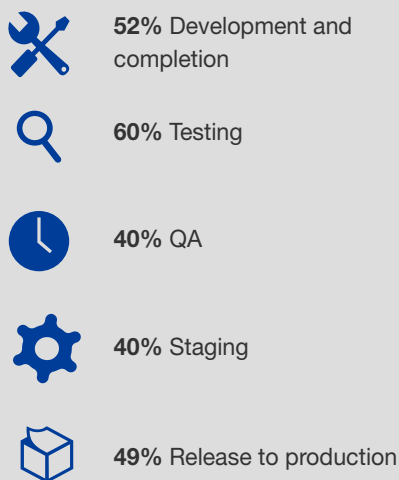 52% Development and
completion
60% Testing
40% QA
40% Staging
49% Release to production